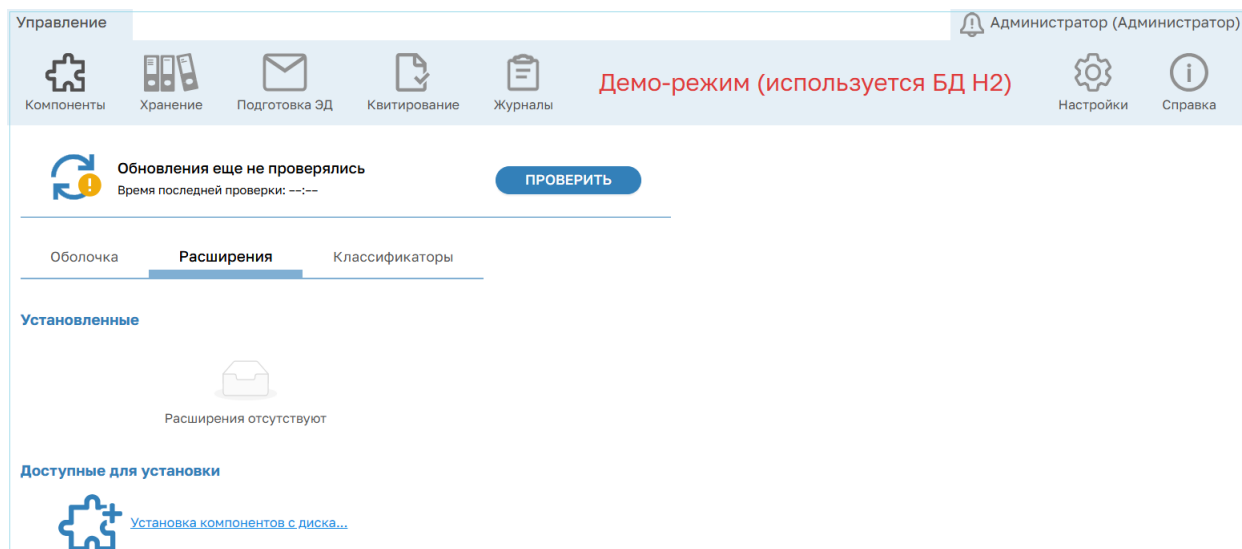 Управление
Администратор (Администратор)
Компоненты
Хранение
Подготовка ЭД
Квитирование
Журналы
Демо-режим (используется БД H2)
Настройки
Справка
Обновления еще не проверялись
Время последней проверки: --:--
ПРОВЕРИТЬ
Оболочка
Расширения
Классификаторы
Установленные
Расширения отсутствуют
Доступные для установки
Установка компонентов с диска...